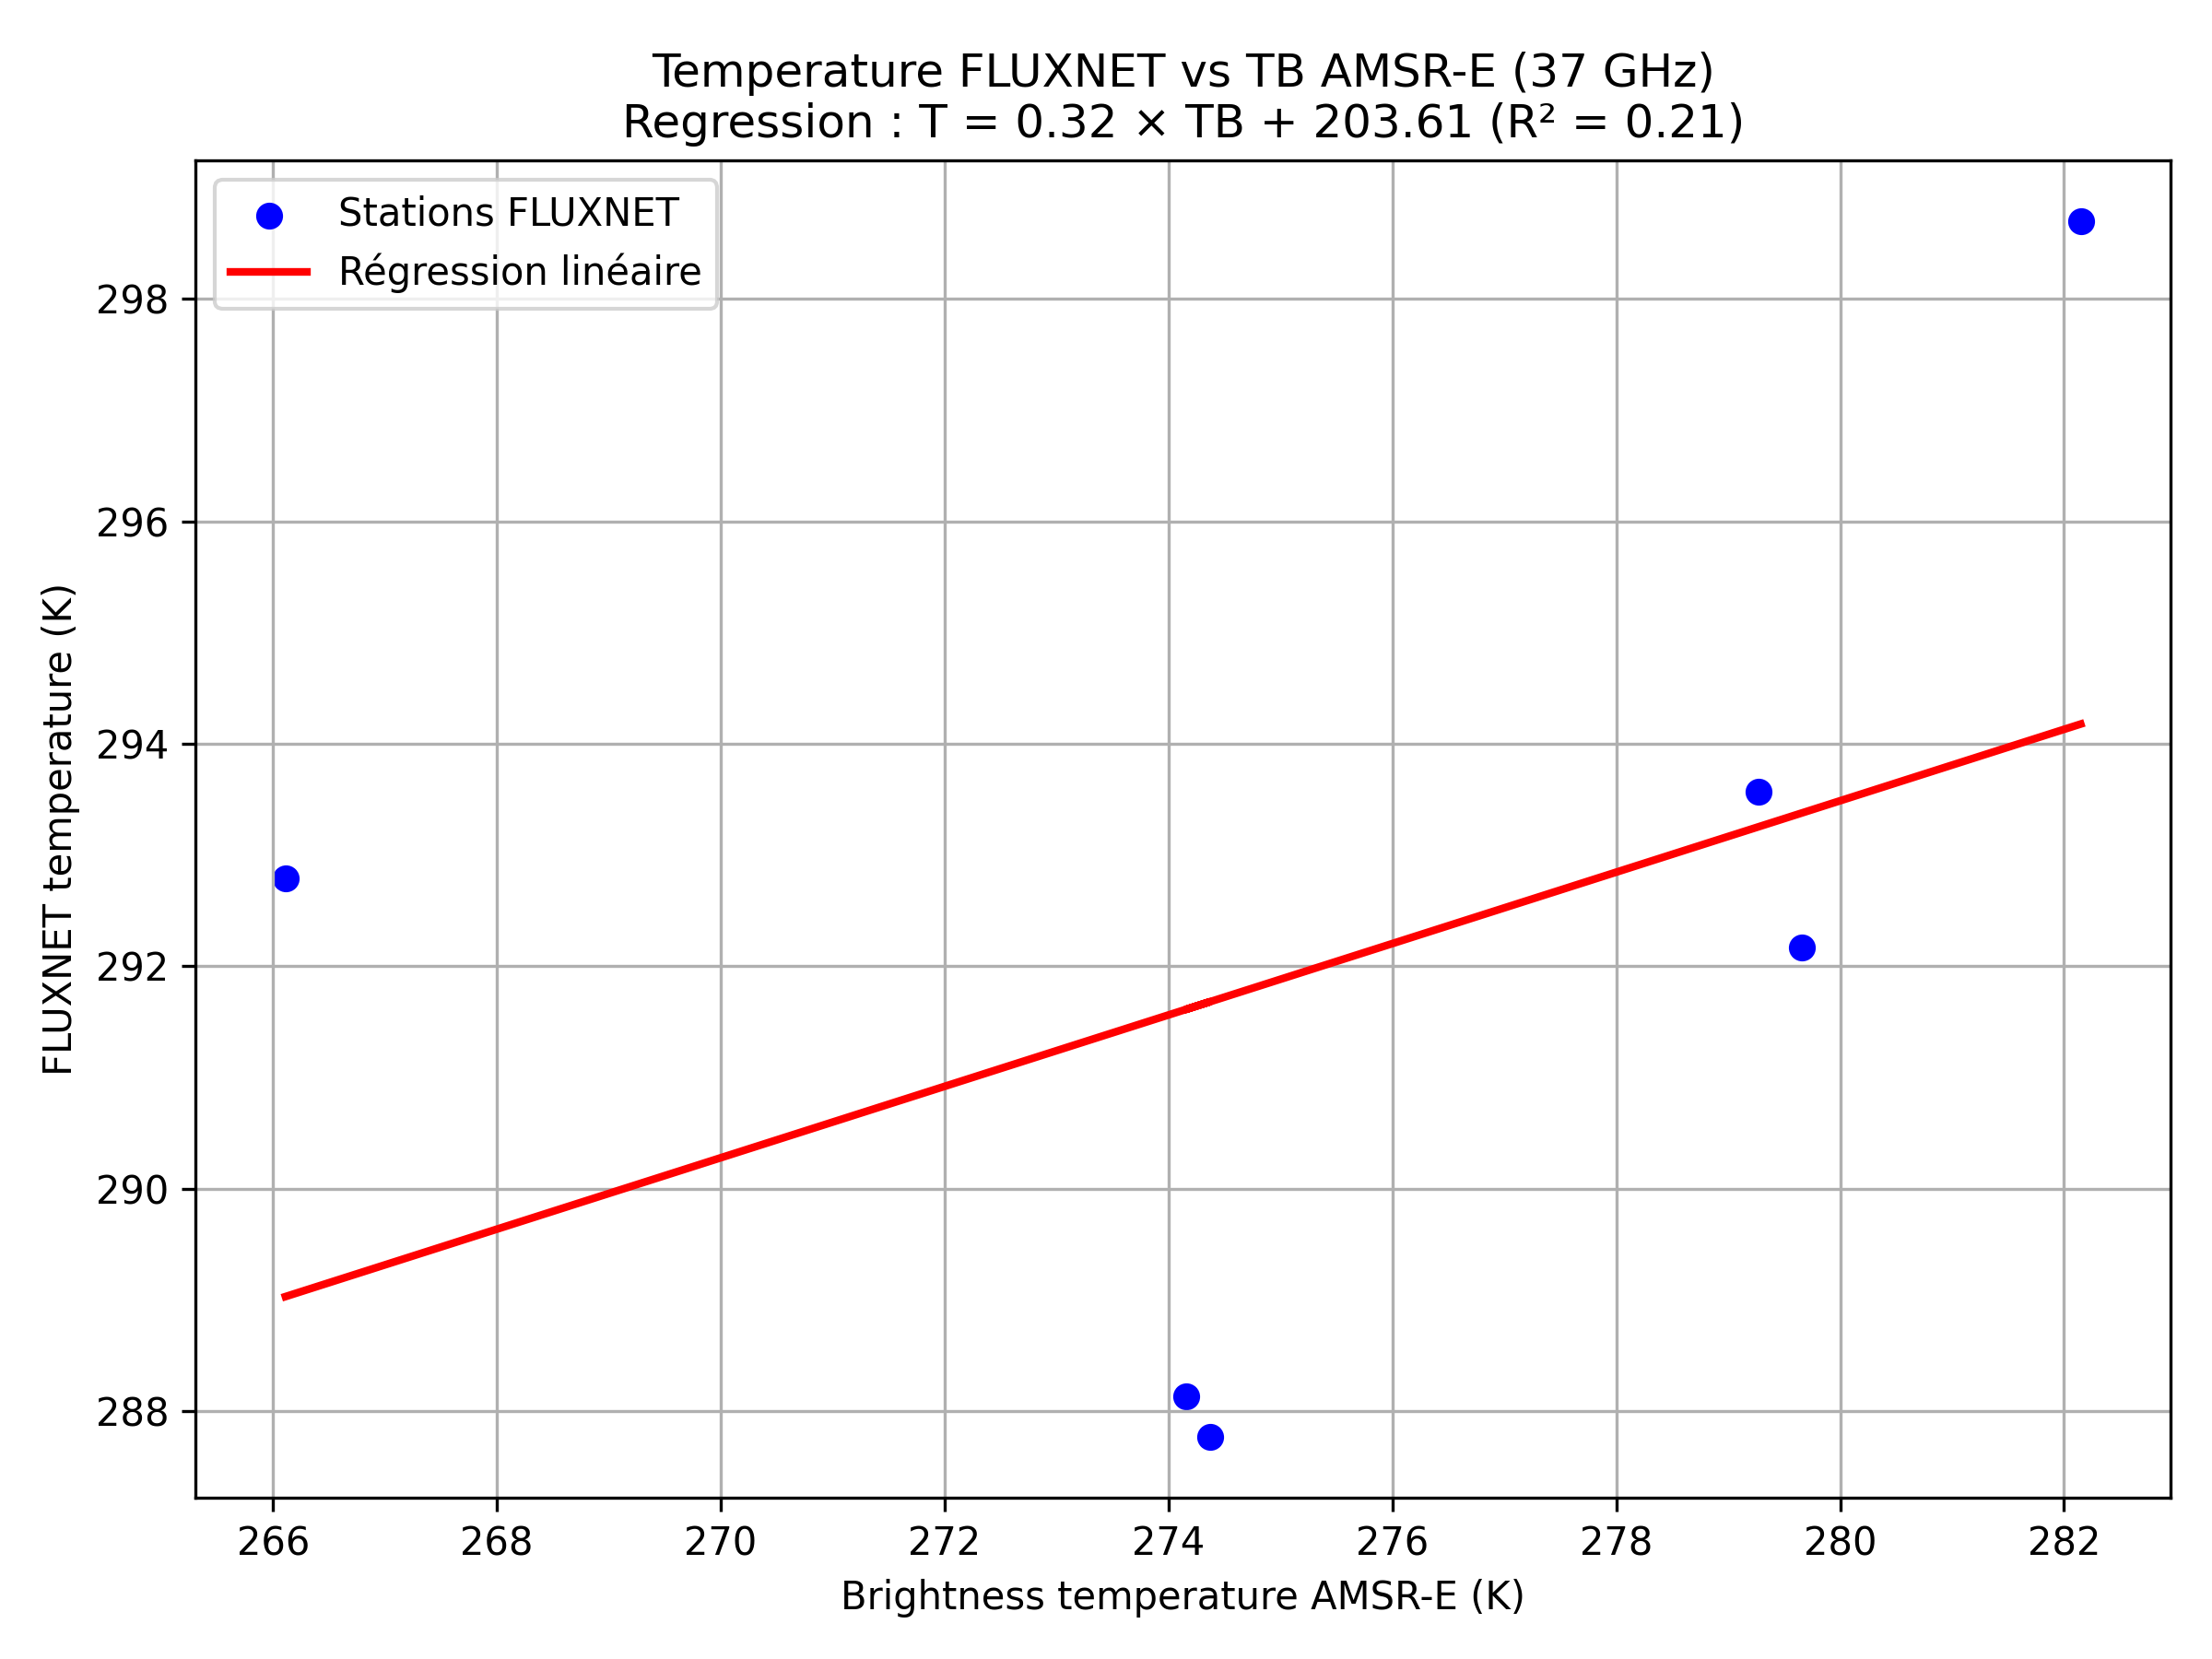 Temperature FLUXNET vs TB AMSR-E (37 GHz)
Regression : T = 0.32 × TB + 203.61 (R² = 0.21)
Stations FLUXNET
Régression linéaire
298
296
294
292
290
288
FLUXNET temperature (K)
266 268 270 272 274 276 278 280 282
Brightness temperature AMSR-E (K)